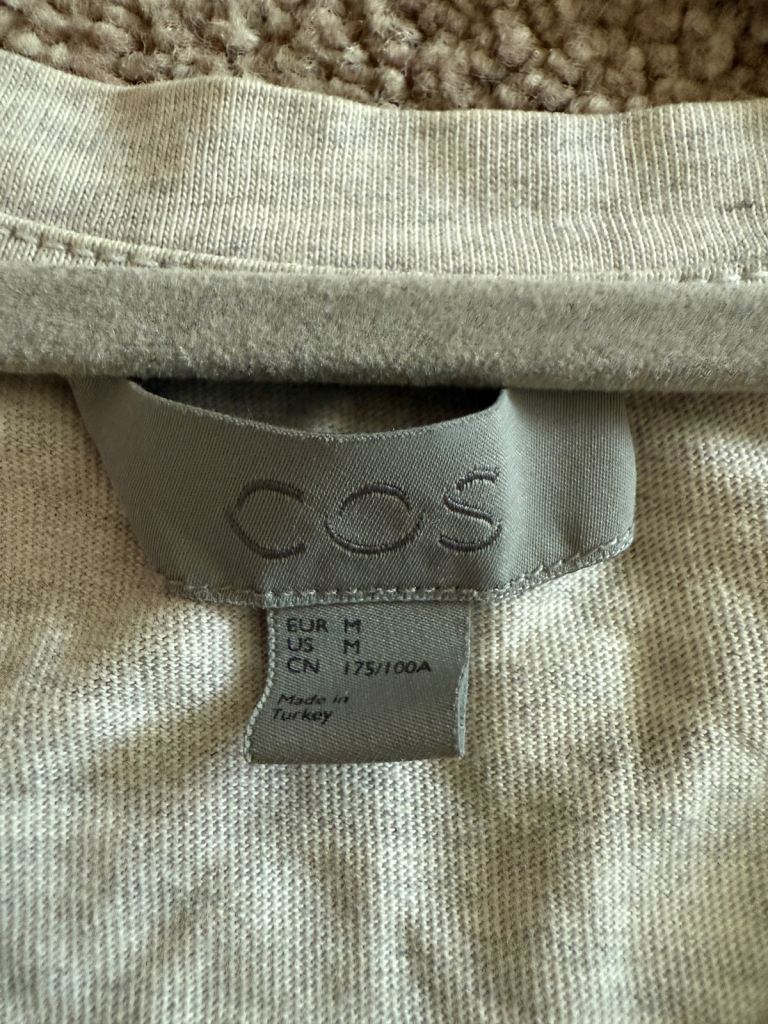 COS
EUR M
US M
CN 175/100A
Made in
Turkey